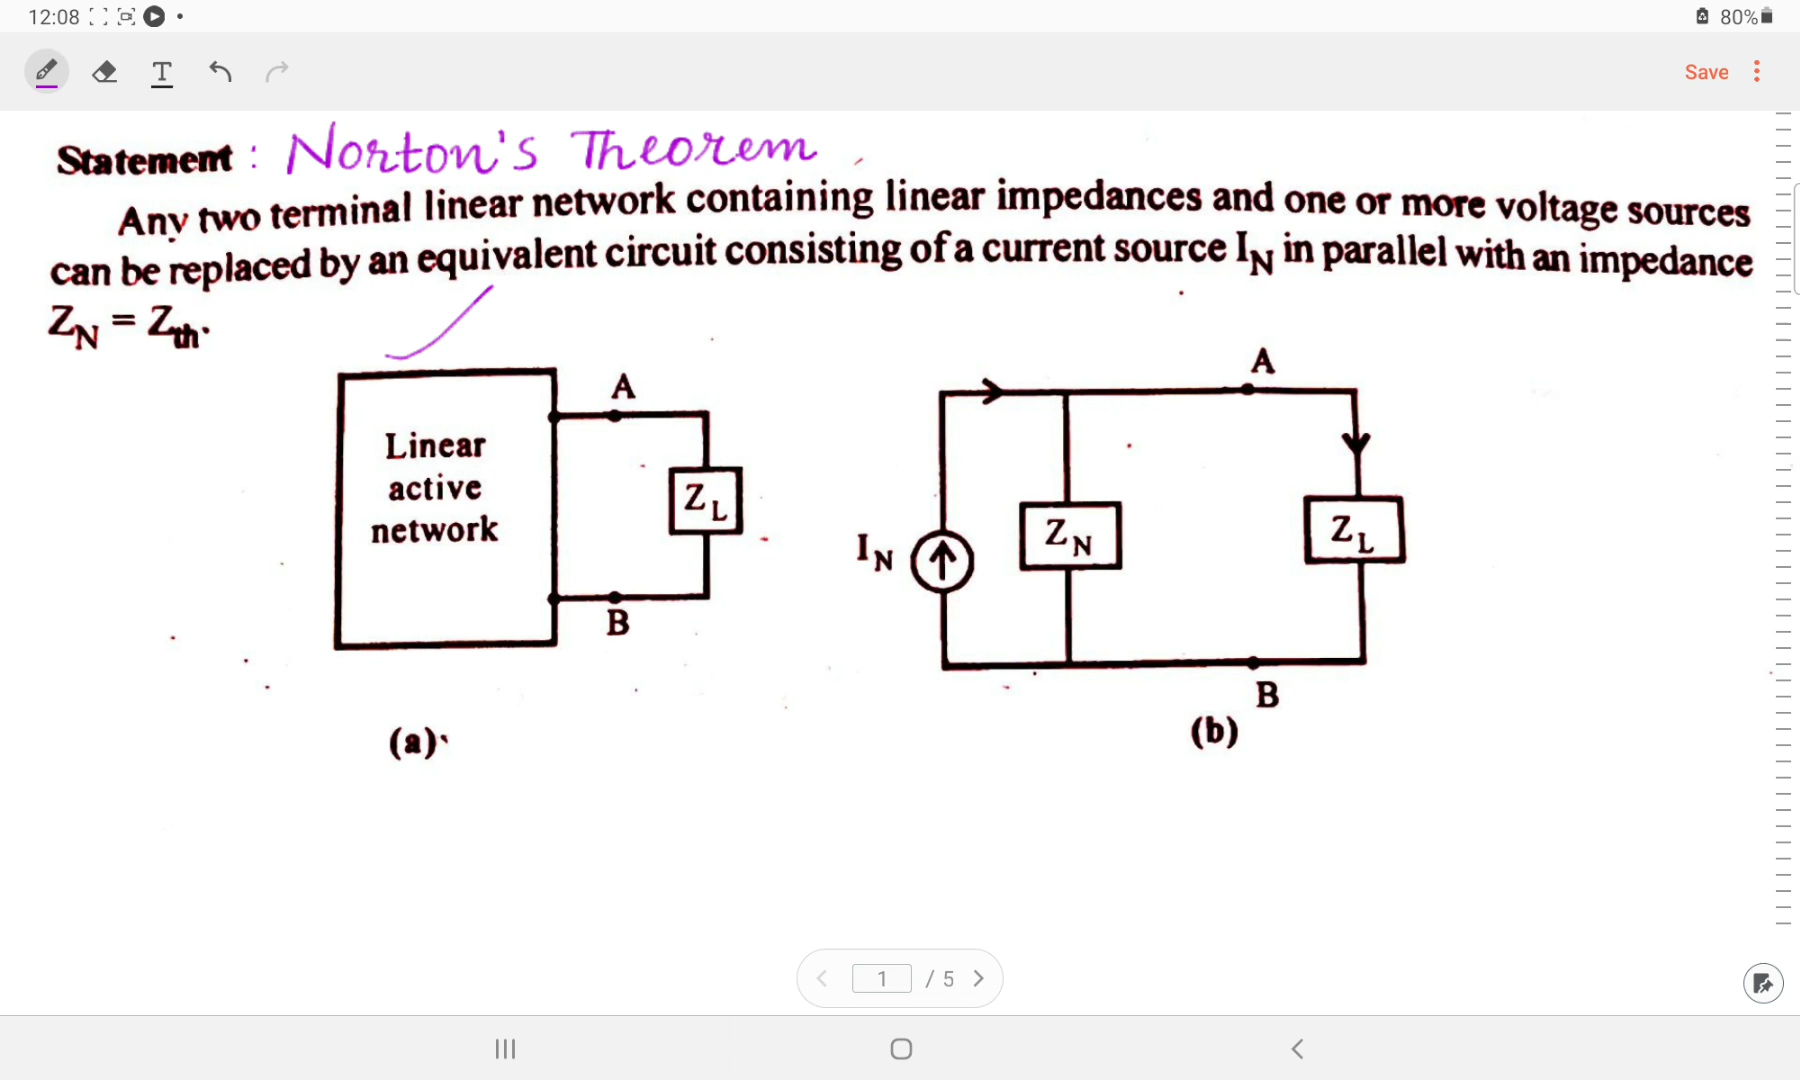 12:08
80%
T
Save
Statement : Norton's Theorem
Any two terminal linear network containing linear impedances and one or more voltage sources
can be replaced by an equivalent circuit consisting of a current source IN in parallel with an impedance
ZN = Zth.
A
A
Linear
active
network
ZL
IN
ZN
ZL
B
B
(a)
(b)
1 / 5